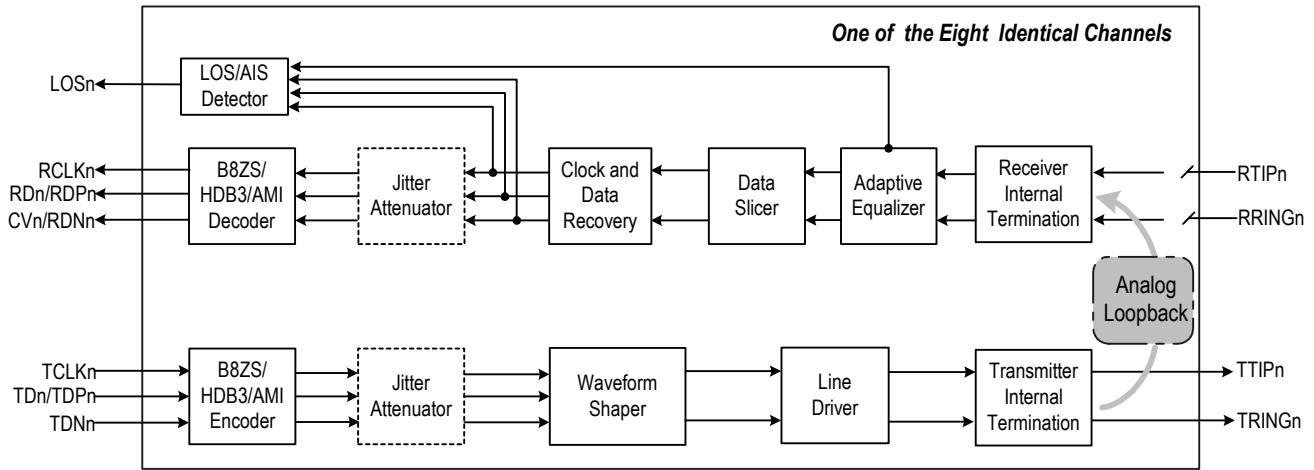 One of the Eight Identical Channels
LOSn
LOS/AIS
Detector
RCLKn
RDn/RDPn
CVn/RDNn
B8ZS/
HDB3/AMI
Decoder
Jitter
Attenuator
Clock and
Data
Recovery
Data
Slicer
Adaptive
Equalizer
Receiver
Internal
Termination
RTIPn
RRINGn
Analog
Loopback
TCLKn
TDn/TDPn
TDNn
B8ZS/
HDB3/AMI
Encoder
Jitter
Attenuator
Waveform
Shaper
Line
Driver
Transmitter
Internal
Termination
TTIPn
TRINGn